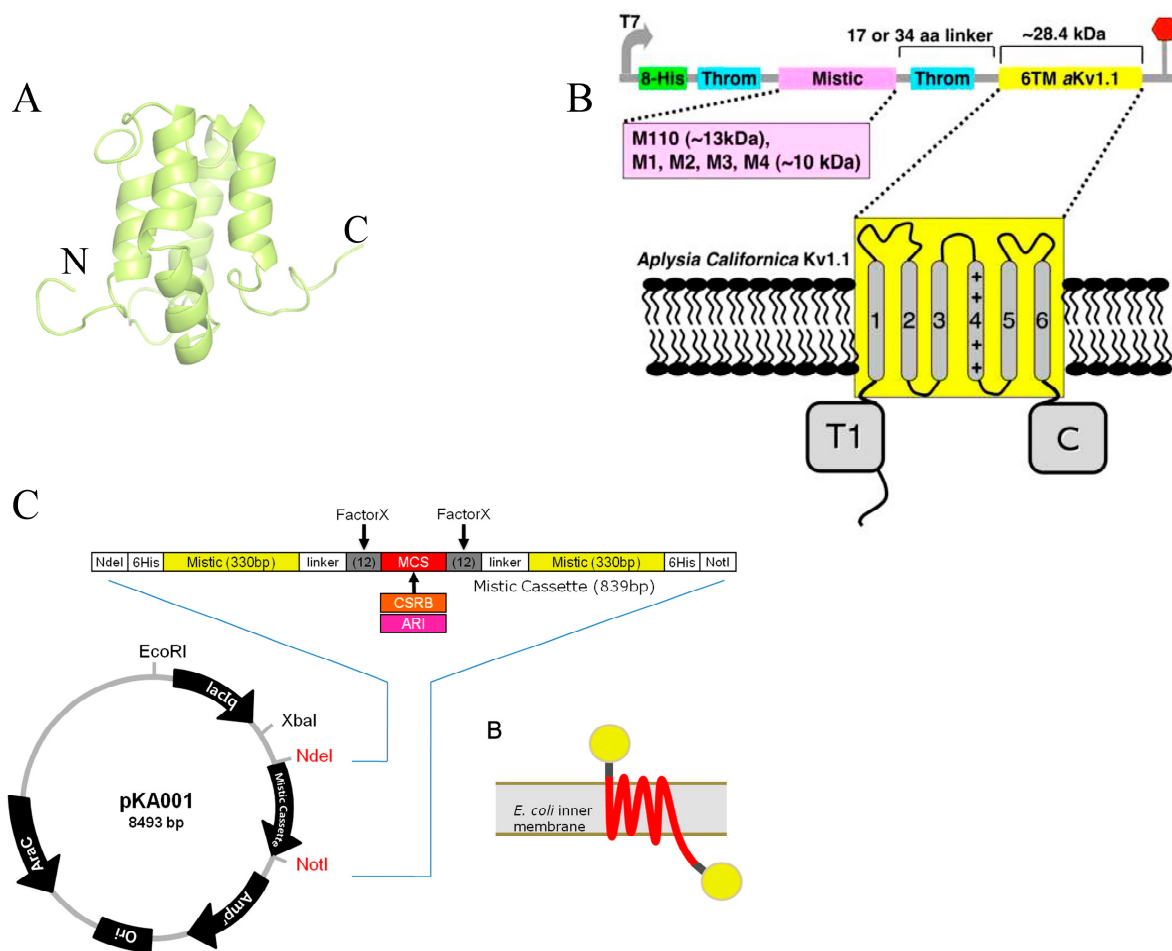 A
N
C
B
T7
17 or 34 aa linker
~28.4 kDa
8-His
Throm
Mistic
Throm
6TM aKv1.1
M110 (~13kDa),
M1, M2, M3, M4 (~10 kDa)
Aplysia Californica Kv1.1
1 2 3 4 5 6
+
+
+
+
T1
C
C
FactorX
FactorX
NdeI
6His
Mistic (330bp)
linker
(12)
MCS
(12)
linker
Mistic (330bp)
6His
NotI
Mistic Cassette (839bp)
CSRB
ARI
EcoRI
lacIq
XbaI
NdeI
Mistic Cassette
NotI
Ampr
Ori
AraC
pKA001
8493 bp
B
E. coli inner
membrane